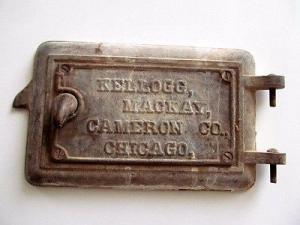 KELLOGG,
MACKAY,
CAMERON CO.,
CHICAGO,